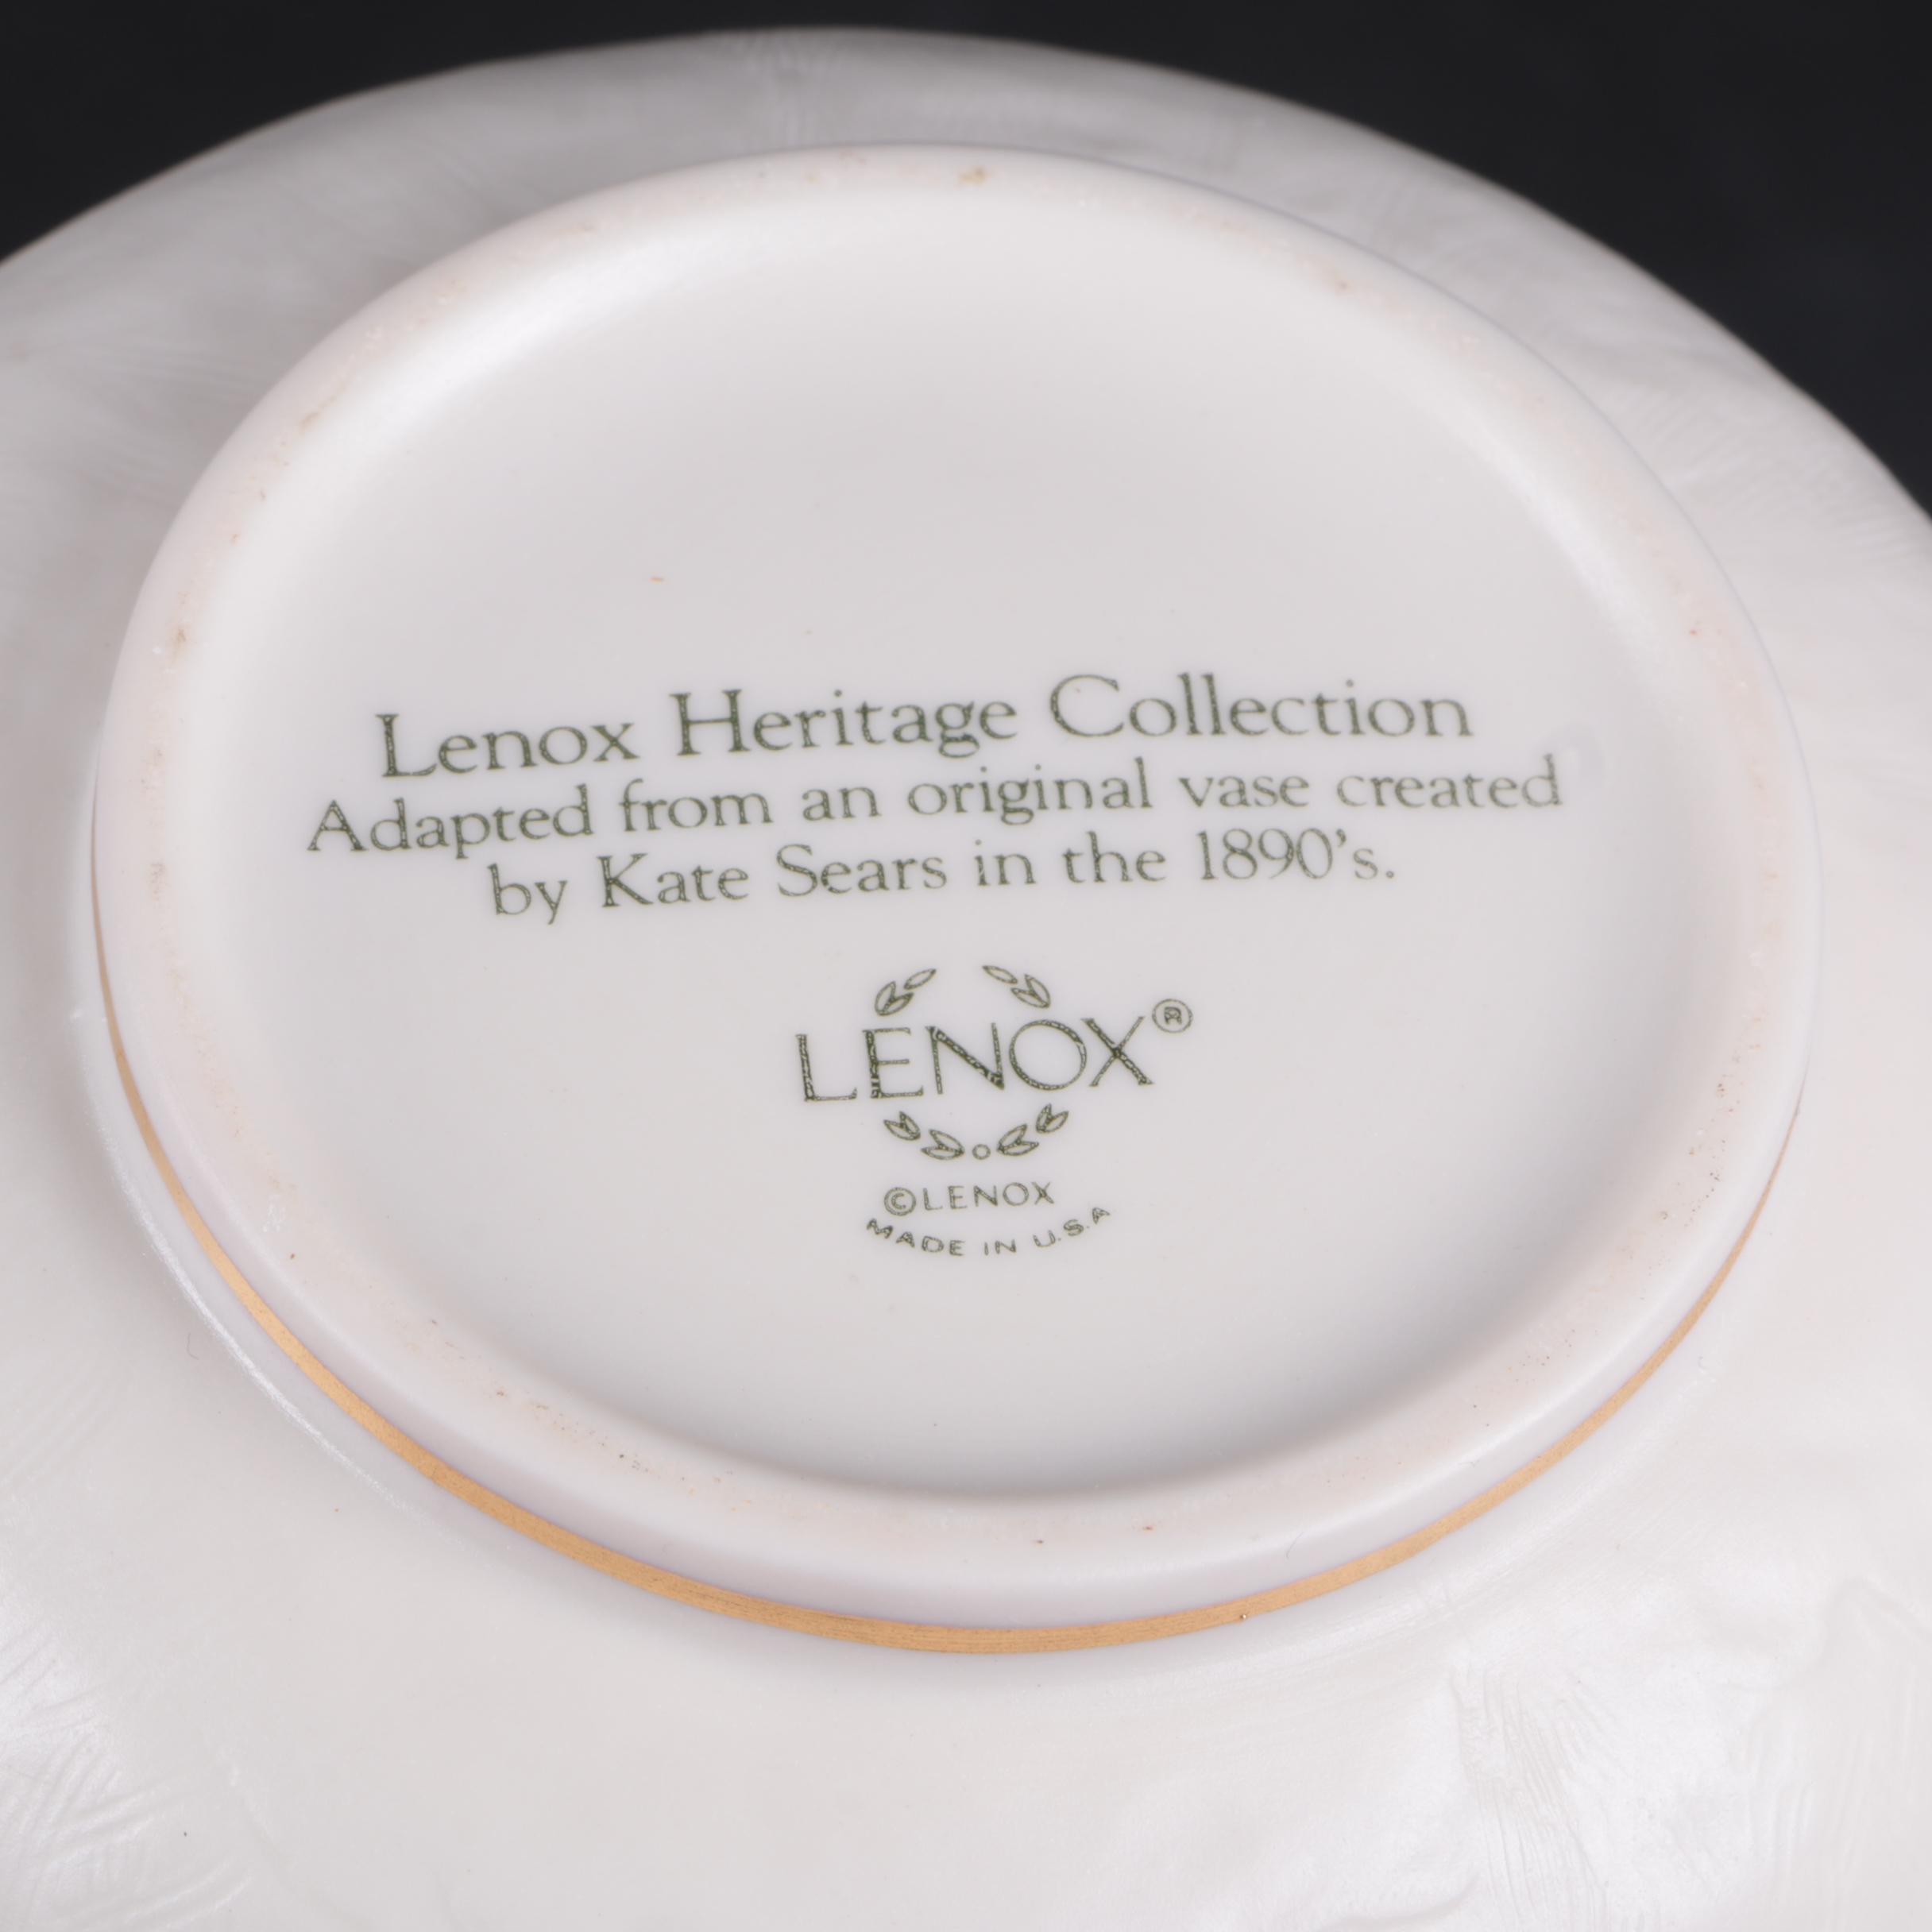 Lenox Heritage Collection
Adapted from an original vase created
by Kate Sears in the 1890's.
LENOX®
©LENOX
MADE IN U.S.A